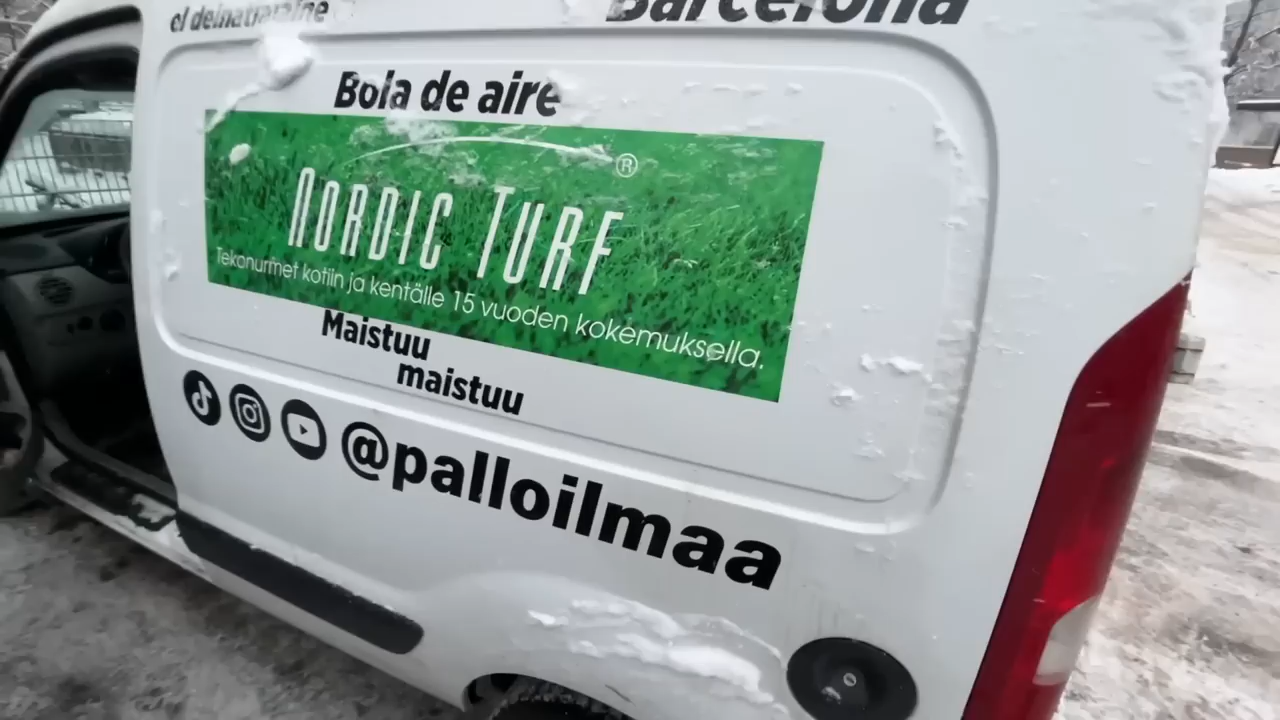 Barcelona
Bola de aire
NORDIC TURF®
Tekonurmet kotiin ja kentälle 15 vuoden kokemuksella.
Maistuu
maistuu
@palloilmaa